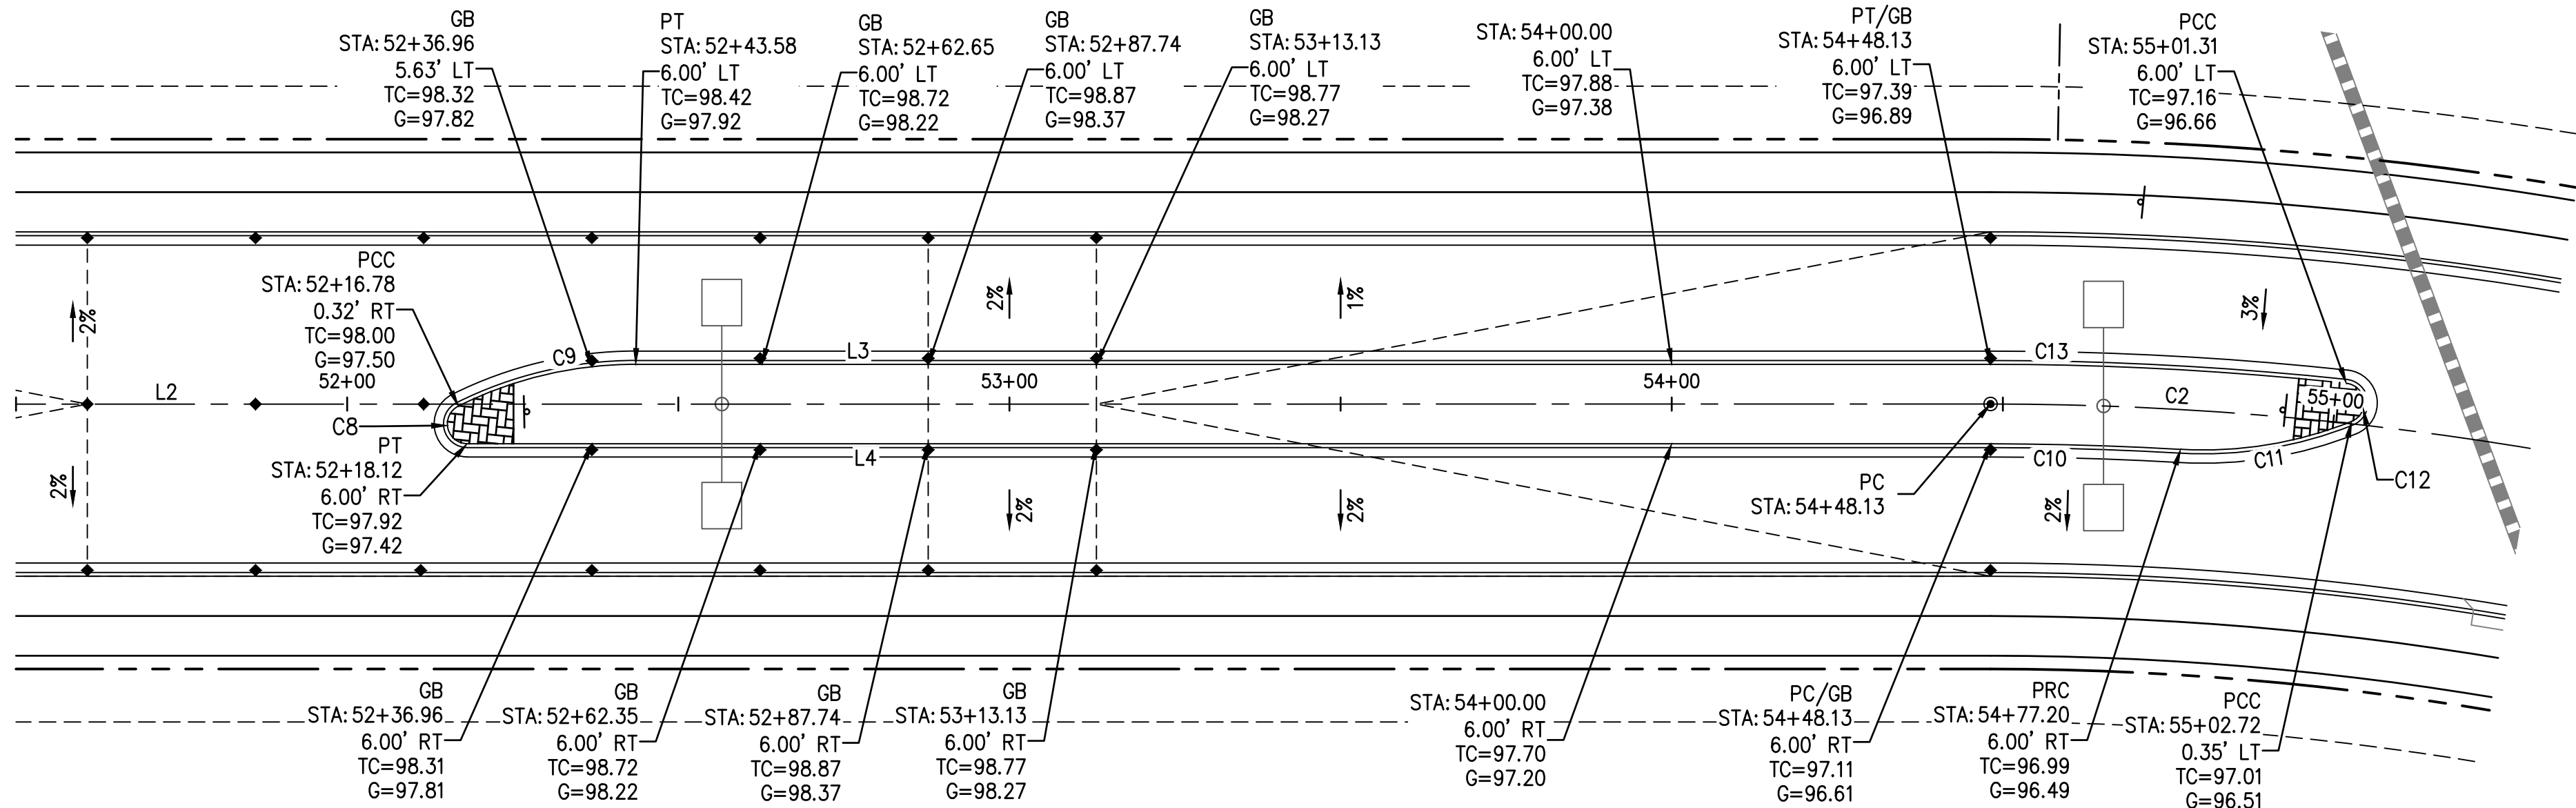 GB
STA: 52+36.96
5.63' LT
TC=98.32
G=97.82
PT
STA: 52+43.58
6.00' LT
TC=98.42
G=97.92
GB
STA: 52+62.65
6.00' LT
TC=98.72
G=98.22
GB
STA: 52+87.74
6.00' LT
TC=98.87
G=98.37
GB
STA: 53+13.13
6.00' LT
TC=98.77
G=98.27
STA: 54+00.00
6.00' LT
TC=97.88
G=97.38
PT/GB
STA: 54+48.13
6.00' LT
TC=97.39
G=96.89
PCC
STA: 55+01.31
6.00' LT
TC=97.16
G=96.66
PCC
STA: 52+16.78
0.32' RT
TC=98.00
G=97.50
2%
2%
1%
3%
C9
L3
C13
L2
52+00
53+00
54+00
C2
55+00
C8
L4
C10
C11
C12
PT
STA: 52+18.12
6.00' RT
TC=97.92
G=97.42
2%
2%
2%
2%
PC
STA: 54+48.13
GB
STA: 52+36.96
6.00' RT
TC=98.31
G=97.81
GB
STA: 52+62.35
6.00' RT
TC=98.72
G=98.22
GB
STA: 52+87.74
6.00' RT
TC=98.87
G=98.37
GB
STA: 53+13.13
6.00' RT
TC=98.77
G=98.27
STA: 54+00.00
6.00' RT
TC=97.70
G=97.20
PC/GB
STA: 54+48.13
6.00' RT
TC=97.11
G=96.61
PRC
STA: 54+77.20
6.00' RT
TC=96.99
G=96.49
PCC
STA: 55+02.72
0.35' LT
TC=97.01
G=96.51